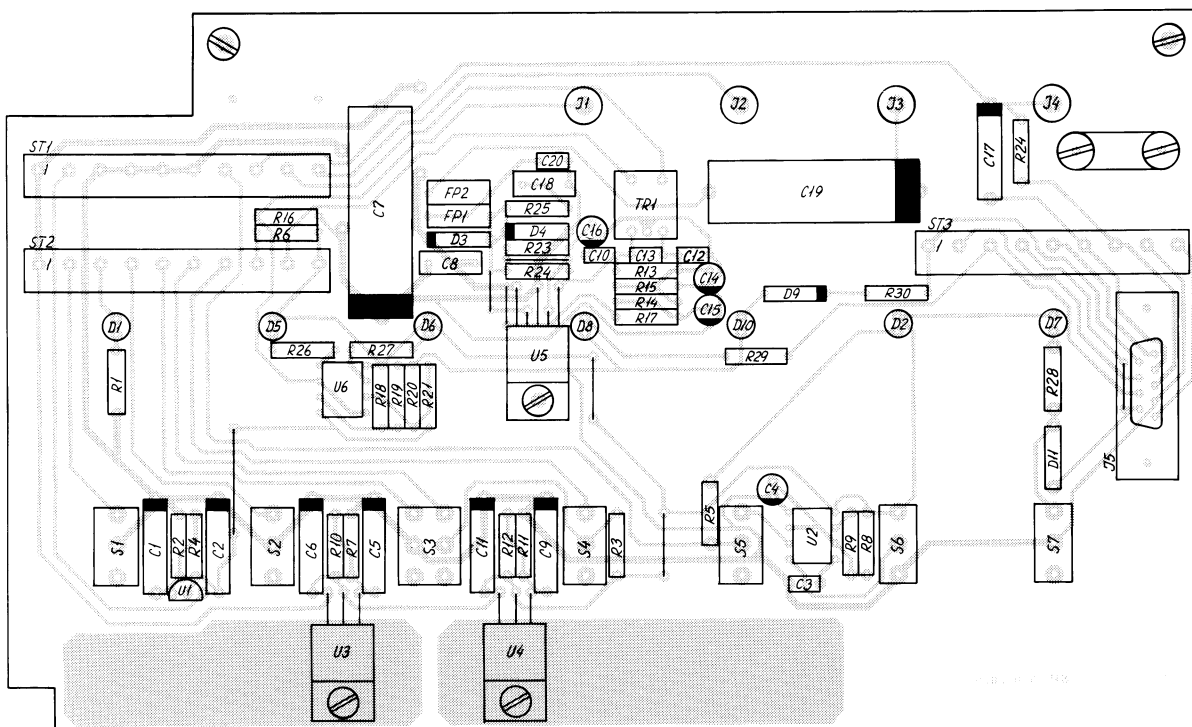 J1 J2 J3 J4
ST1 1
C7
C20
C18
FP2
FP1
TR1
C19
C17
R24
R16
R6
R25
ST2 1
D3
D4
C16
R23
C8
R24
C10 C13 C12
R13
R15
R14
R17
C14
C15
ST3 1
D9
R30
D1
D5
D6
D8
D10
D2
D7
R26 R27
U5
R29
R1
U6
R18 R19 R20 R21
R28
D11
J5
S1 C1 R2 R4 C2 S2 C6 R10 R7 C5 S3 C11 R12 R11 C9 S4 R3 R5 S5 C4 U2 R9 R8 S6 S7
U1
C3
U3 U4